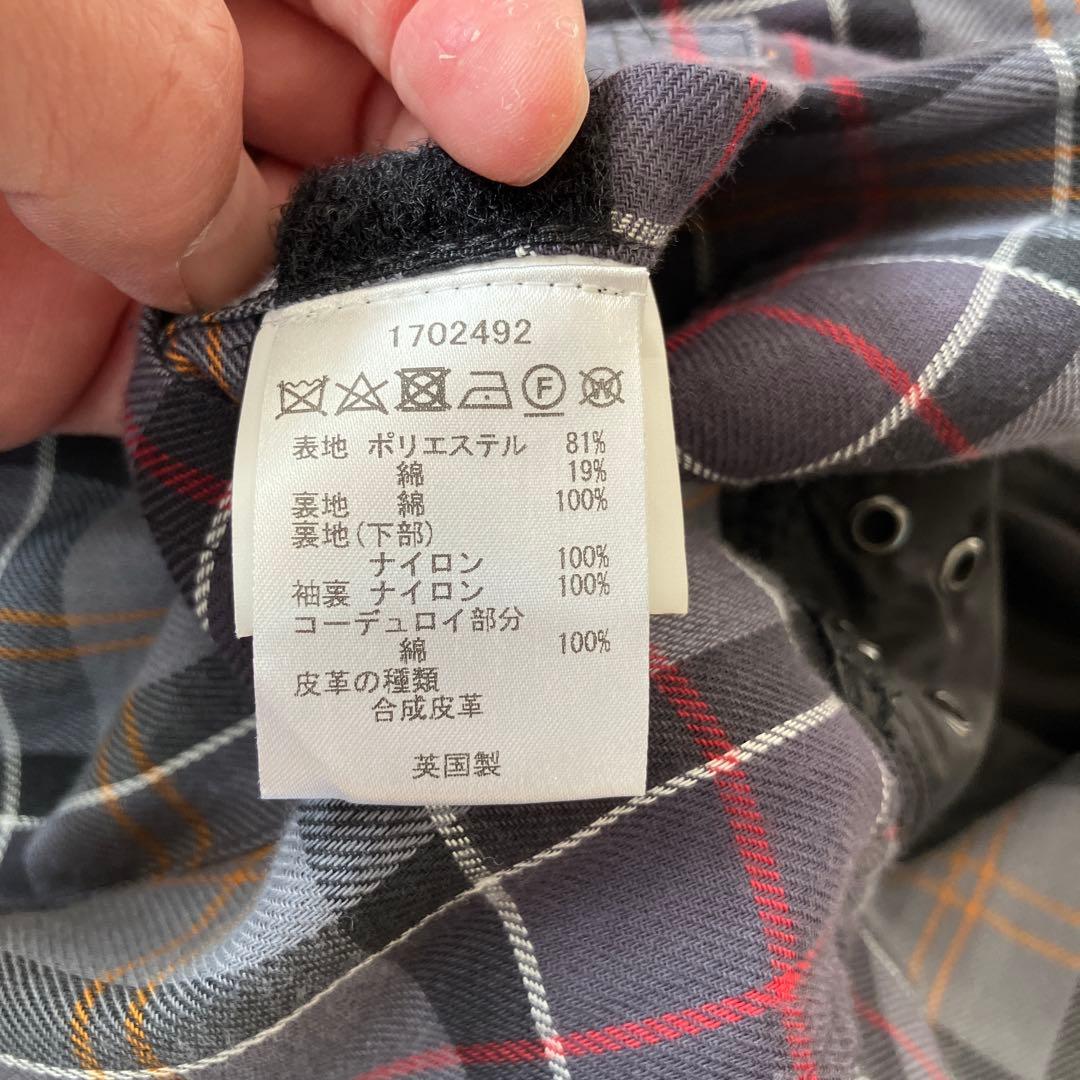 1702492
F W
表地 ポリエステル 81%
綿 19%
裏地 綿 100%
裏地(下部)
ナイロン 100%
袖裏 ナイロン 100%
コーデュロイ部分
綿 100%
皮革の種類
合成皮革
英国製